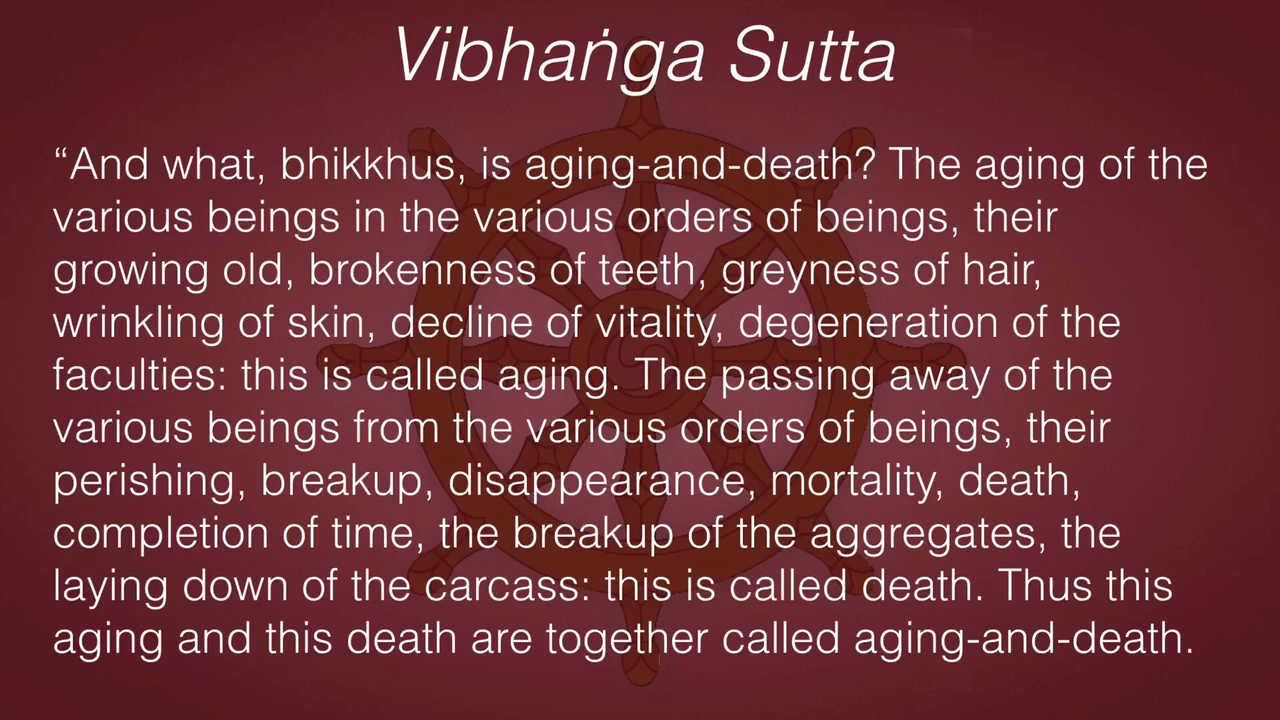 Vibhaṅga Sutta
“And what, bhikkhus, is aging-and-death? The aging of the
various beings in the various orders of beings, their
growing old, brokenness of teeth, greyness of hair,
wrinkling of skin, decline of vitality, degeneration of the
faculties: this is called aging. The passing away of the
various beings from the various orders of beings, their
perishing, breakup, disappearance, mortality, death,
completion of time, the breakup of the aggregates, the
laying down of the carcass: this is called death. Thus this
aging and this death are together called aging-and-death.